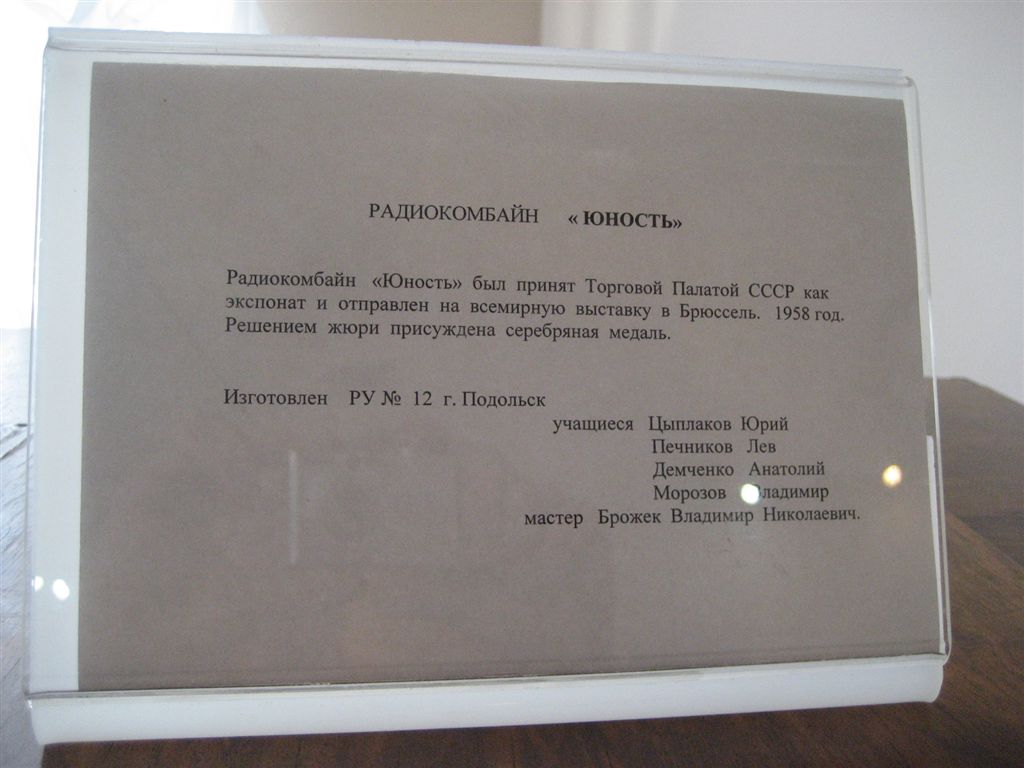 РАДИОКОМБАЙН « ЮНОСТЬ»
Радиокомбайн «Юность» был принят Торговой Палатой СССР как
экспонат и отправлен на всемирную выставку в Брюссель. 1958 год.
Решением жюри присуждена серебряная медаль.
Изготовлен РУ № 12 г. Подольск
учащиеся Цыплаков Юрий
Печников Лев
Демченко Анатолий
Морозов Владимир
мастер Брожек Владимир Николаевич.